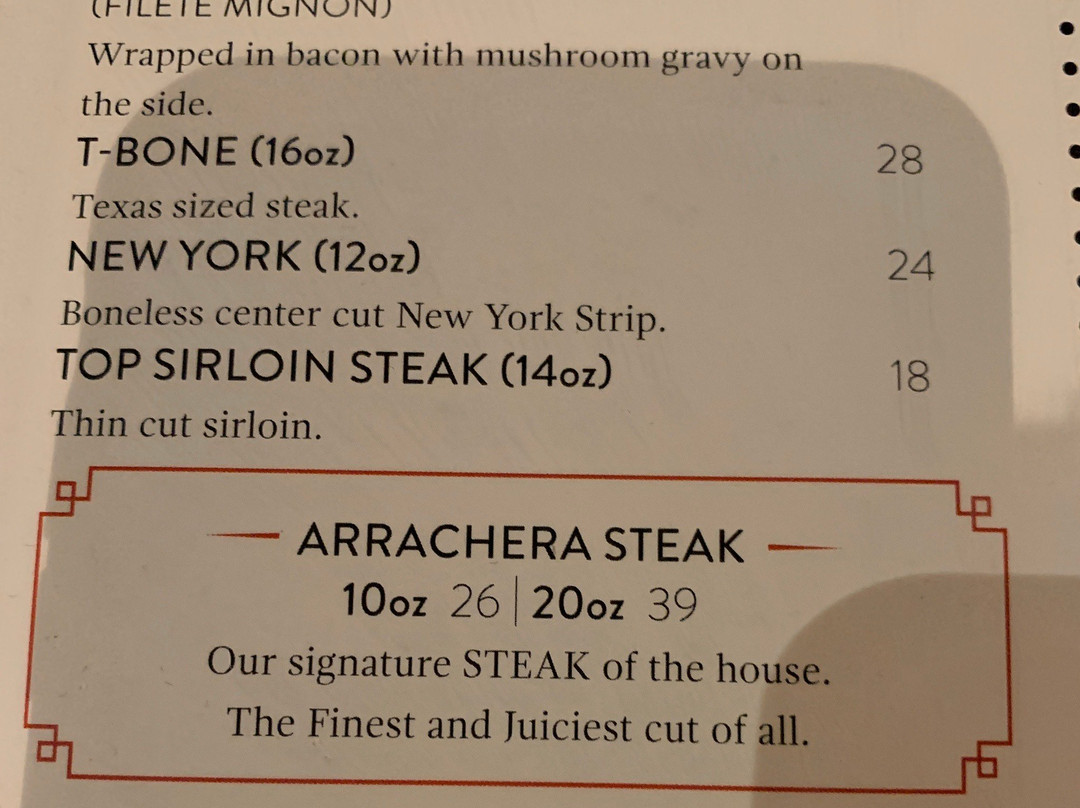 (FILETE MIGNON)
Wrapped in bacon with mushroom gravy on
the side.
T-BONE (16oz) 28
Texas sized steak.
NEW YORK (12oz) 24
Boneless center cut New York Strip.
TOP SIRLOIN STEAK (14oz) 18
Thin cut sirloin.
ARRACHERA STEAK
10oz 26 | 20oz 39
Our signature STEAK of the house.
The Finest and Juiciest cut of all.